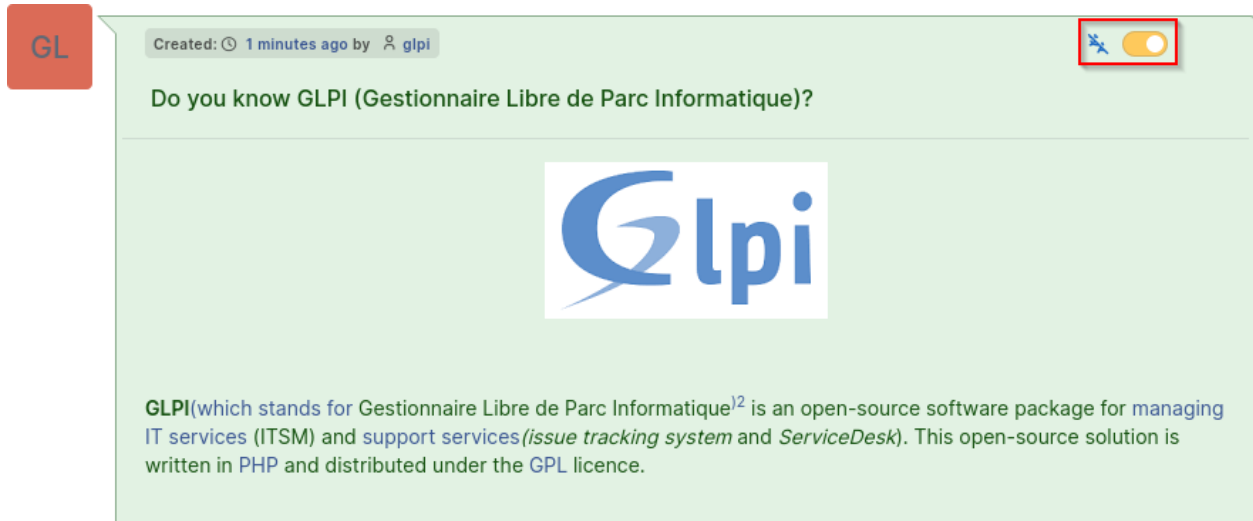 GL
Created: 1 minutes ago by glpi
Do you know GLPI (Gestionnaire Libre de Parc Informatique)?
Glpi
GLPI(which stands for Gestionnaire Libre de Parc Informatique)2 is an open-source software package for managing
IT services (ITSM) and support services(issue tracking system and ServiceDesk). This open-source solution is
written in PHP and distributed under the GPL licence.